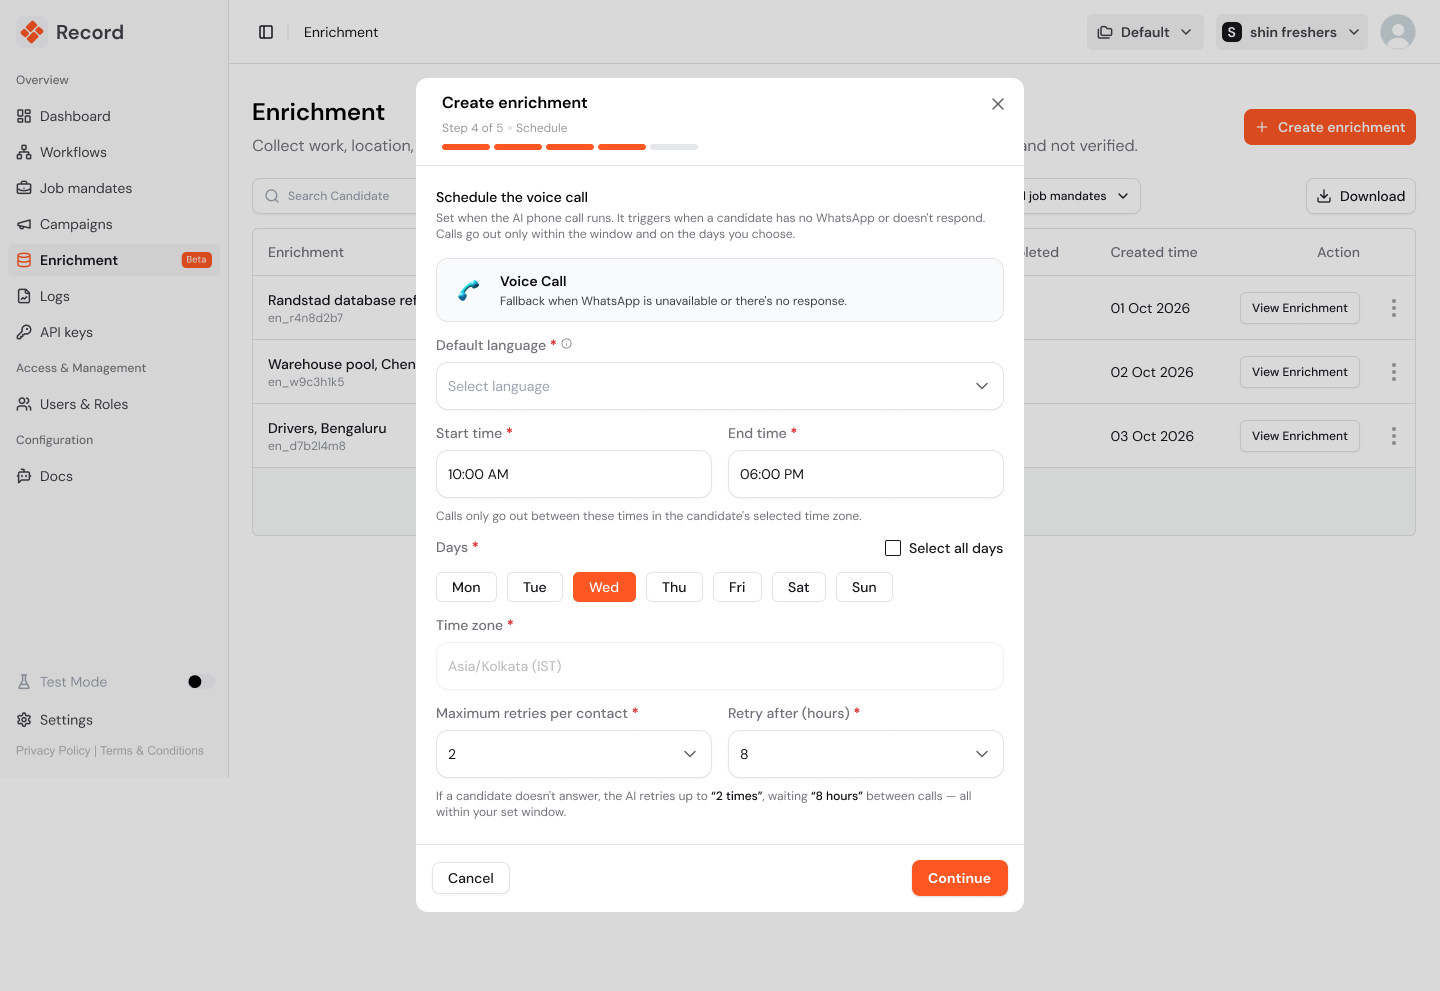 Record
Enrichment
Default
S
shin freshers
Overview
Dashboard
Workflows
Job mandates
Campaigns
Enrichment
Beta
Logs
API keys
Access & Management
Users & Roles
Configuration
Docs
Test Mode
Settings
Privacy Policy | Terms & Conditions
Enrichment
Collect work, location,
and not verified.
Create enrichment
Search Candidate
job mandates
Download
Enrichment
Created time
Action
Randstad database ref
en_r4n8d2b7
01 Oct 2026
View Enrichment
Warehouse pool, Chen
en_w9c3h1k5
02 Oct 2026
View Enrichment
Drivers, Bengaluru
en_d7b2l4m8
03 Oct 2026
View Enrichment
Create enrichment
Step 4 of 5 • Schedule
Schedule the voice call
Set when the AI phone call runs. It triggers when a candidate has no WhatsApp or doesn't respond.
Calls go out only within the window and on the days you choose.
Voice Call
Fallback when WhatsApp is unavailable or there's no response.
Default language *
Select language
Start time *
End time *
10:00 AM
06:00 PM
Calls only go out between these times in the candidate's selected time zone.
Days *
Select all days
Mon Tue Wed Thu Fri Sat Sun
Time zone *
Asia/Kolkata (IST)
Maximum retries per contact *
Retry after (hours) *
2
8
If a candidate doesn't answer, the AI retries up to “2 times”, waiting “8 hours” between calls — all
within your set window.
Cancel
Continue